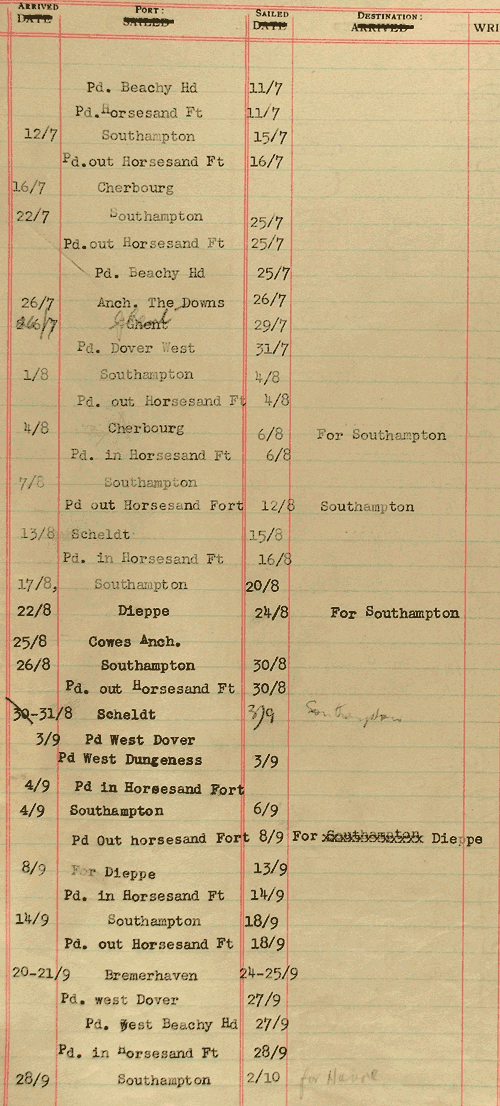 ARRIVED PORT: SAILED DESTINATION:
DATE SAILED DATE ARRIVED WRI
Pd. Beachy Hd 11/7
Pd. Horsesand Ft 11/7
12/7 Southampton 15/7
Pd.out Horsesand Ft 16/7
16/7 Cherbourg
22/7 Southampton 25/7
Pd.out Horsesand Ft 25/7
Pd. Beachy Hd 25/7
26/7 Anch. The Downs 26/7
26/7 Ghent 29/7
Pd. Dover West 31/7
1/8 Southampton 4/8
Pd. out Horsesand Ft 4/8
4/8 Cherbourg 6/8 For Southampton
Pd. in Horsesand Ft 6/8
7/8 Southampton
Pd out Horsesand Fort 12/8 Southampton
13/8 Scheldt 15/8
Pd. in Horsesand Ft 16/8
17/8, Southampton 20/8
22/8 Dieppe 24/8 For Southampton
25/8 Cowes Anch.
26/8 Southampton 30/8
Pd. out Horsesand Ft 30/8
30-31/8 Scheldt 3/9 Southampton
3/9 Pd West Dover
Pd West Dungeness 3/9
4/9 Pd in Horsesand Fort
4/9 Southampton 6/9
Pd Out horsesand Fort 8/9 For Southampton Dieppe
8/9 For Dieppe 13/9
Pd. in Horsesand Ft 14/9
14/9 Southampton 18/9
Pd. out Horsesand Ft 18/9
20-21/9 Bremerhaven 24-25/9
Pd. west Dover 27/9
Pd. West Beachy Hd 27/9
Pd. in Horsesand Ft 28/9
28/9 Southampton 2/10 for Havre